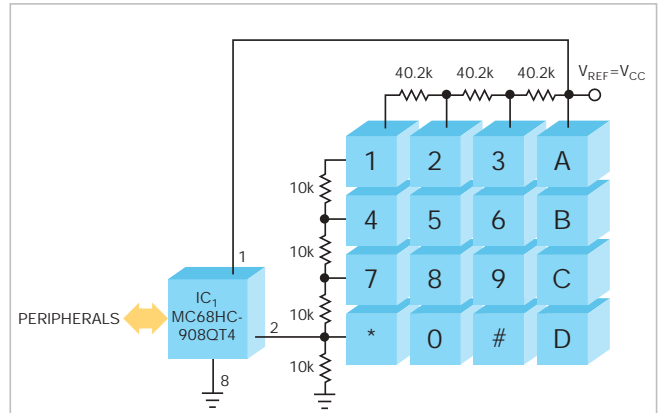 40.2k 40.2k 40.2k
V_REF=V_CC
1 2 3 A
10k
4 5 6 B
10k
7 8 9 C
10k
* 0 # D
10k
1
IC₁
MC68HC-
908QT4
PERIPHERALS
2
8